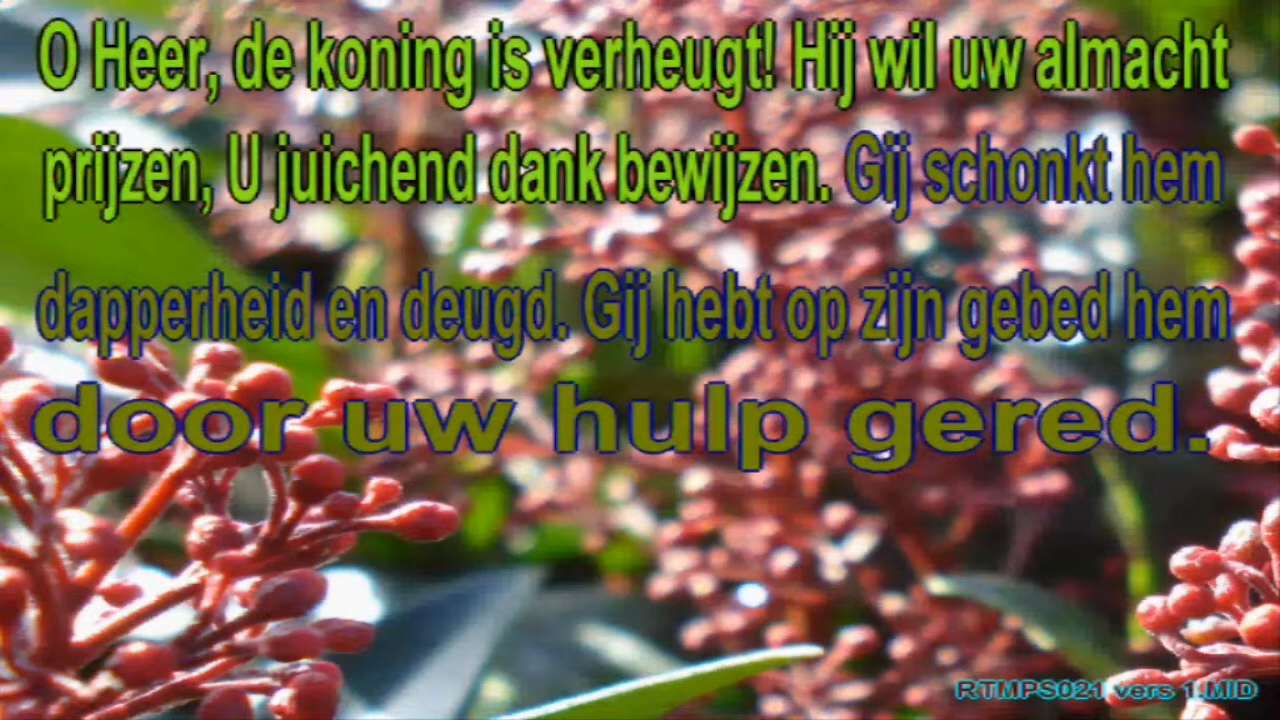 O Heer, de koning is verheugt! Hij wil uw almacht
prijzen, U juichend dank bewijzen. Gij schonkt hem
dapperheid en deugd. Gij hebt op zijn gebed hem
door uw hulp gered.
RTMPS021 vers 1.MID